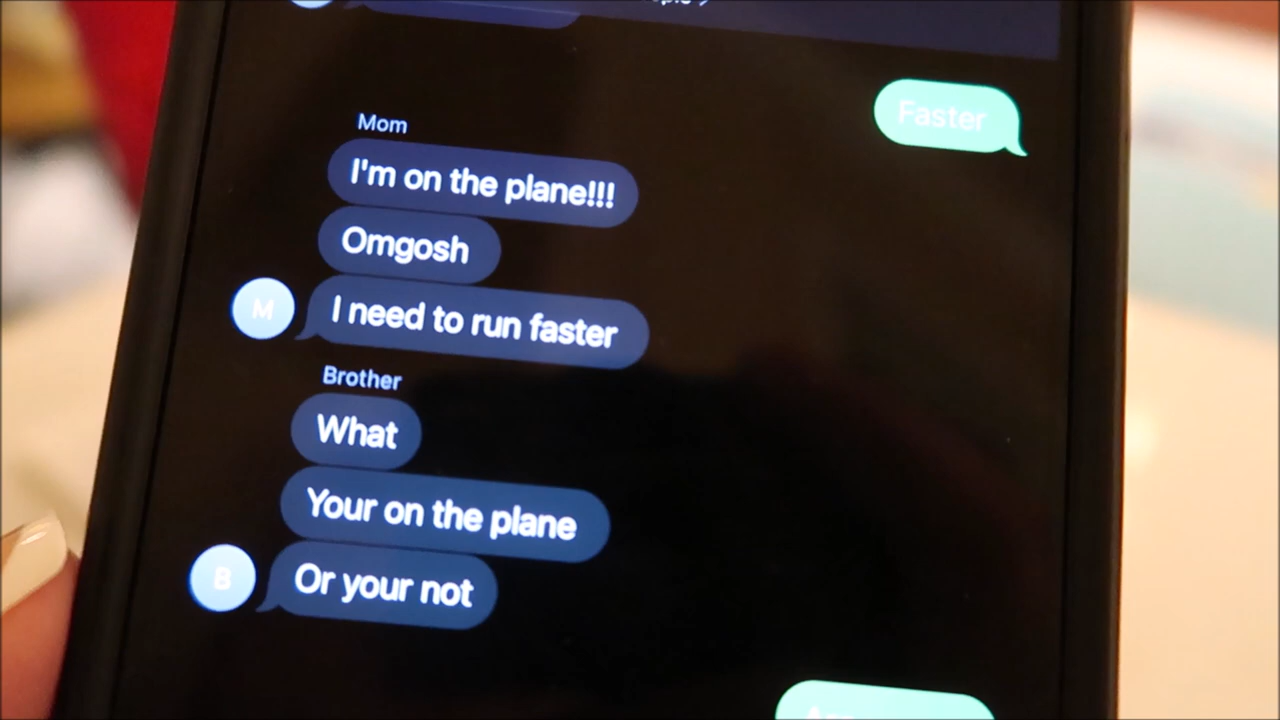 Faster
Mom
I'm on the plane!!!
Omgosh
M
I need to run faster
Brother
What
Your on the plane
B
Or your not